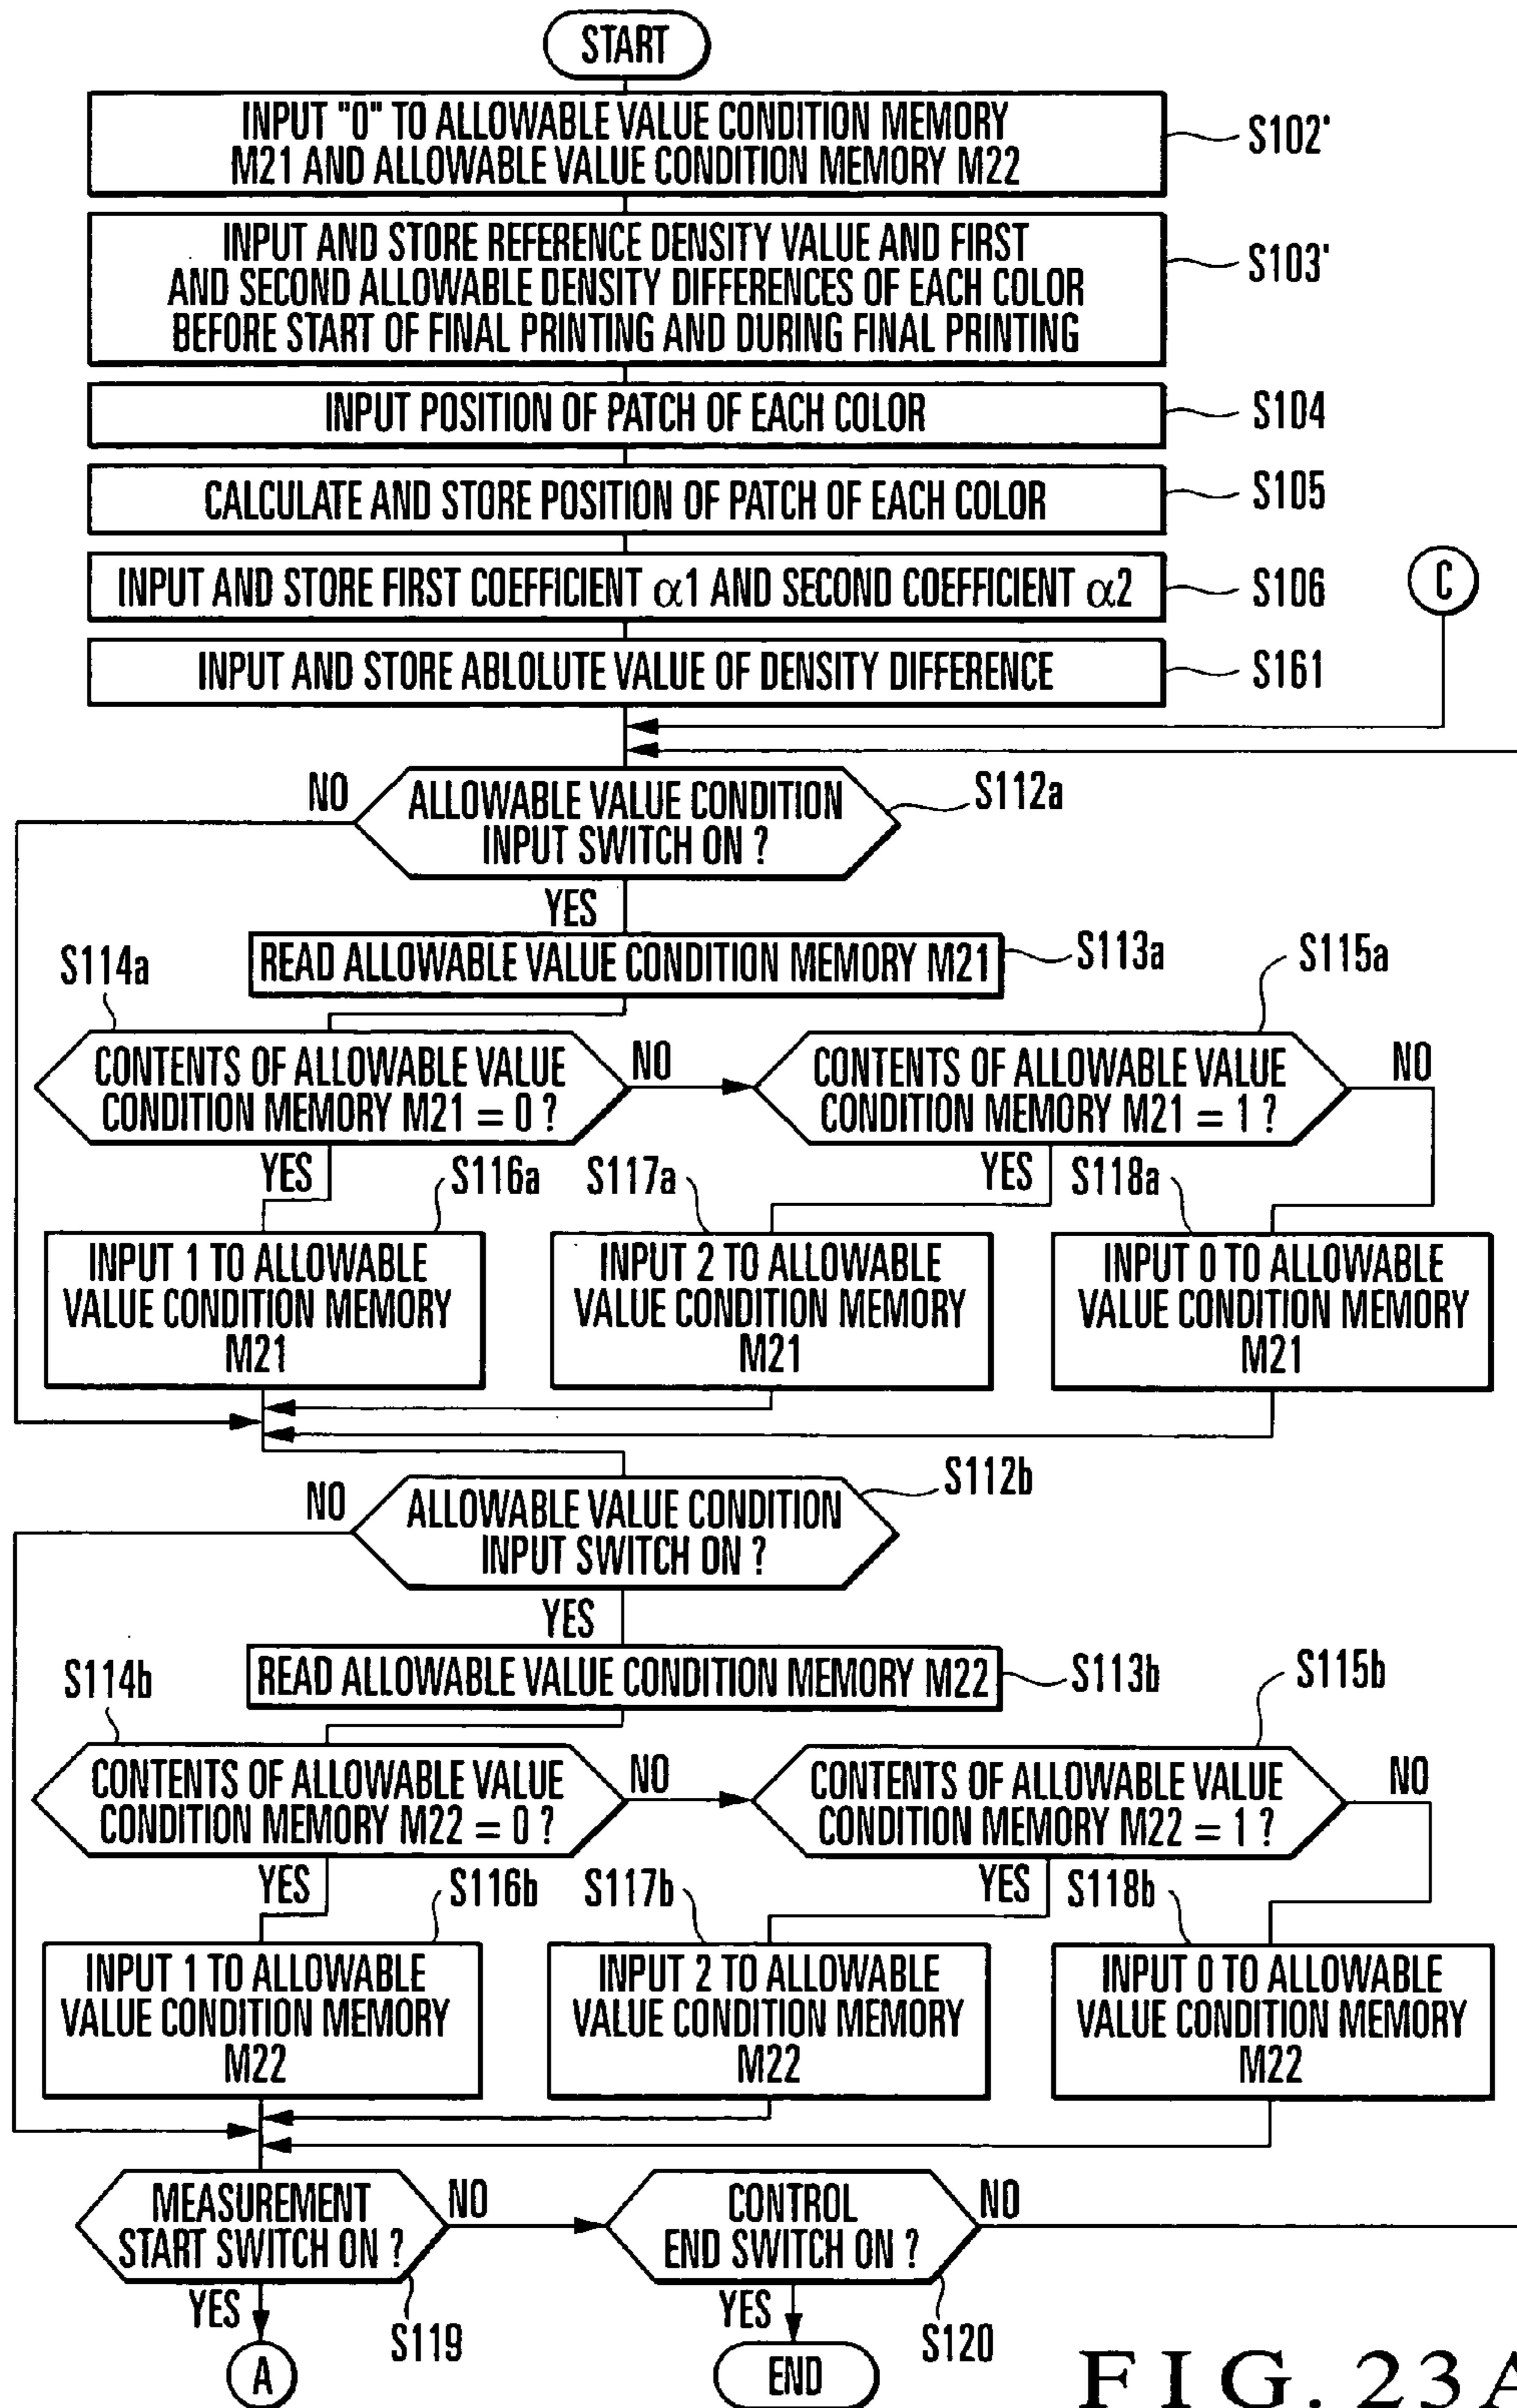 START
INPUT "0" TO ALLOWABLE VALUE CONDITION MEMORY
M21 AND ALLOWABLE VALUE CONDITION MEMORY M22
S102'
INPUT AND STORE REFERENCE DENSITY VALUE AND FIRST
AND SECOND ALLOWABLE DENSITY DIFFERENCES OF EACH COLOR
BEFORE START OF FINAL PRINTING AND DURING FINAL PRINTING
S103'
INPUT POSITION OF PATCH OF EACH COLOR
S104
CALCULATE AND STORE POSITION OF PATCH OF EACH COLOR
S105
INPUT AND STORE FIRST COEFFICIENT α1 AND SECOND COEFFICIENT α2
S106
C
INPUT AND STORE ABLOLUTE VALUE OF DENSITY DIFFERENCE
S161
NO
ALLOWABLE VALUE CONDITION
INPUT SWITCH ON ?
S112a
YES
READ ALLOWABLE VALUE CONDITION MEMORY M21
S113a
S114a
S115a
CONTENTS OF ALLOWABLE VALUE
CONDITION MEMORY M21 = 0 ?
NO
CONTENTS OF ALLOWABLE VALUE
CONDITION MEMORY M21 = 1 ?
NO
YES
S116a
S117a
YES
S118a
INPUT 1 TO ALLOWABLE
VALUE CONDITION MEMORY
M21
INPUT 2 TO ALLOWABLE
VALUE CONDITION MEMORY
M21
INPUT 0 TO ALLOWABLE
VALUE CONDITION MEMORY
M21
NO
ALLOWABLE VALUE CONDITION
INPUT SWITCH ON ?
S112b
YES
READ ALLOWABLE VALUE CONDITION MEMORY M22
S113b
S114b
S115b
CONTENTS OF ALLOWABLE VALUE
CONDITION MEMORY M22 = 0 ?
NO
CONTENTS OF ALLOWABLE VALUE
CONDITION MEMORY M22 = 1 ?
NO
YES
S116b
S117b
YES
S118b
INPUT 1 TO ALLOWABLE
VALUE CONDITION MEMORY
M22
INPUT 2 TO ALLOWABLE
VALUE CONDITION MEMORY
M22
INPUT 0 TO ALLOWABLE
VALUE CONDITION MEMORY
M22
MEASUREMENT
START SWITCH ON ?
NO
CONTROL
END SWITCH ON ?
NO
YES
S119
YES
S120
A
END
FIG. 23A